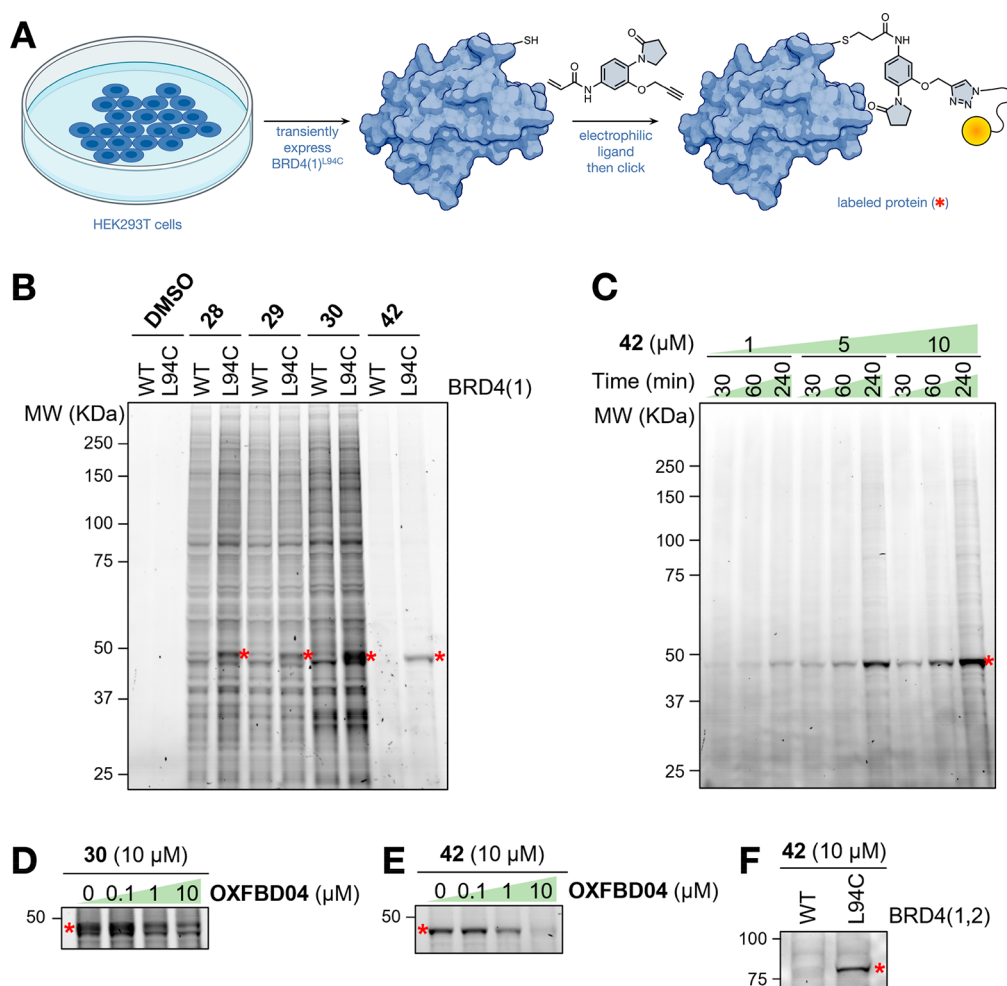 A
SH
O
N
O
NH
O
transiently
express
BRD4(1)L94C
electrophilic
ligand
then click
S
O
NH
O
N
O
N
N
N
HEK293T cells
labeled protein (*)
B
DMSO
28
29
30
42
WT
L94C
WT
L94C
WT
L94C
WT
L94C
WT
L94C
BRD4(1)
MW (KDa)
250
150
100
75
50
37
25
*
*
*
*
C
42 (µM)
1
5
10
Time (min)
30
60
240
30
60
240
30
60
240
MW (KDa)
250
150
100
75
50
37
25
*
D
30 (10 µM)
0 0.1 1 10 OXFBD04 (µM)
50
*
E
42 (10 µM)
0 0.1 1 10 OXFBD04 (µM)
50
*
F
42 (10 µM)
WT
L94C
BRD4(1,2)
100
75
*